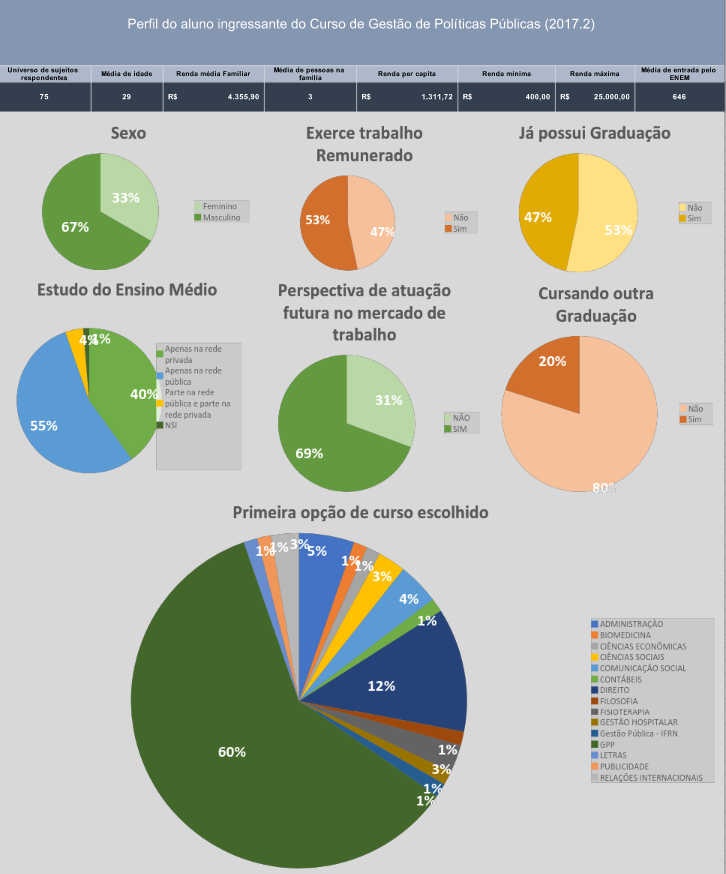 Perfil do aluno ingressante do Curso de Gestão de Políticas Públicas (2017.2)
Universo de sujeitos respondentes Média de idade Renda média Familiar Média de pessoas na família Renda per capita Renda mínima Renda máxima Média de entrada pelo ENEM
75 29 R$ 4.355,90 3 R$ 1.311,72 R$ 400,00 R$ 25.000,00 646
Sexo
33%
67%
Feminino
Masculino
Exerce trabalho
Remunerado
53%
47%
Não
Sim
Já possui Graduação
47%
53%
Não
Sim
Estudo do Ensino Médio
4%
1%
40%
55%
Apenas na rede
privada
Apenas na rede
pública
Parte na rede
pública e parte na
rede privada
NSI
Perspectiva de atuação
futura no mercado de
trabalho
31%
69%
NÃO
SIM
Cursando outra
Graduação
20%
80%
Não
Sim
Primeira opção de curso escolhido
1%
1%
3%
5%
1%
1%
3%
4%
1%
12%
1%
3%
1%
1%
60%
ADMINISTRAÇÃO
BIOMEDICINA
CIÊNCIAS ECONÔMICAS
CIÊNCIAS SOCIAIS
COMUNICAÇÃO SOCIAL
CONTÁBEIS
DIREITO
FILOSOFIA
FISIOTERAPIA
GESTÃO HOSPITALAR
Gestão Pública - IFRN
GPP
LETRAS
PUBLICIDADE
RELAÇÕES INTERNACIONAIS